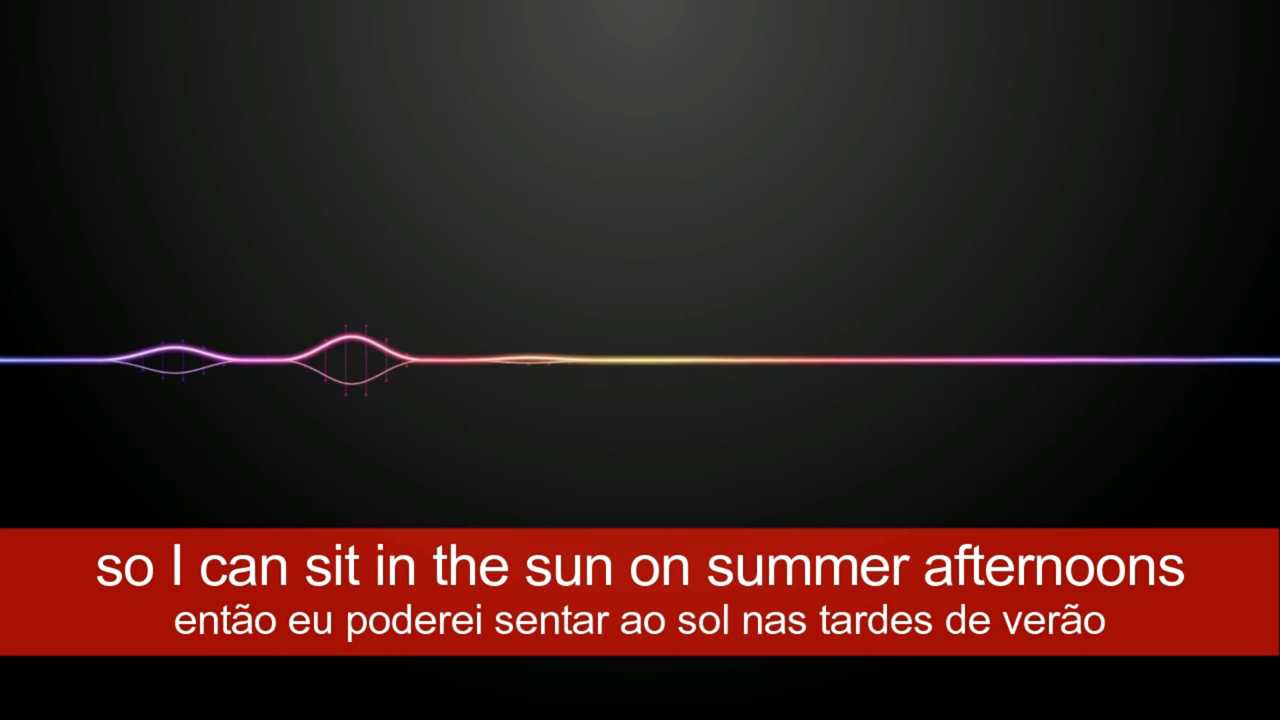 so I can sit in the sun on summer afternoons
então eu poderei sentar ao sol nas tardes de verão